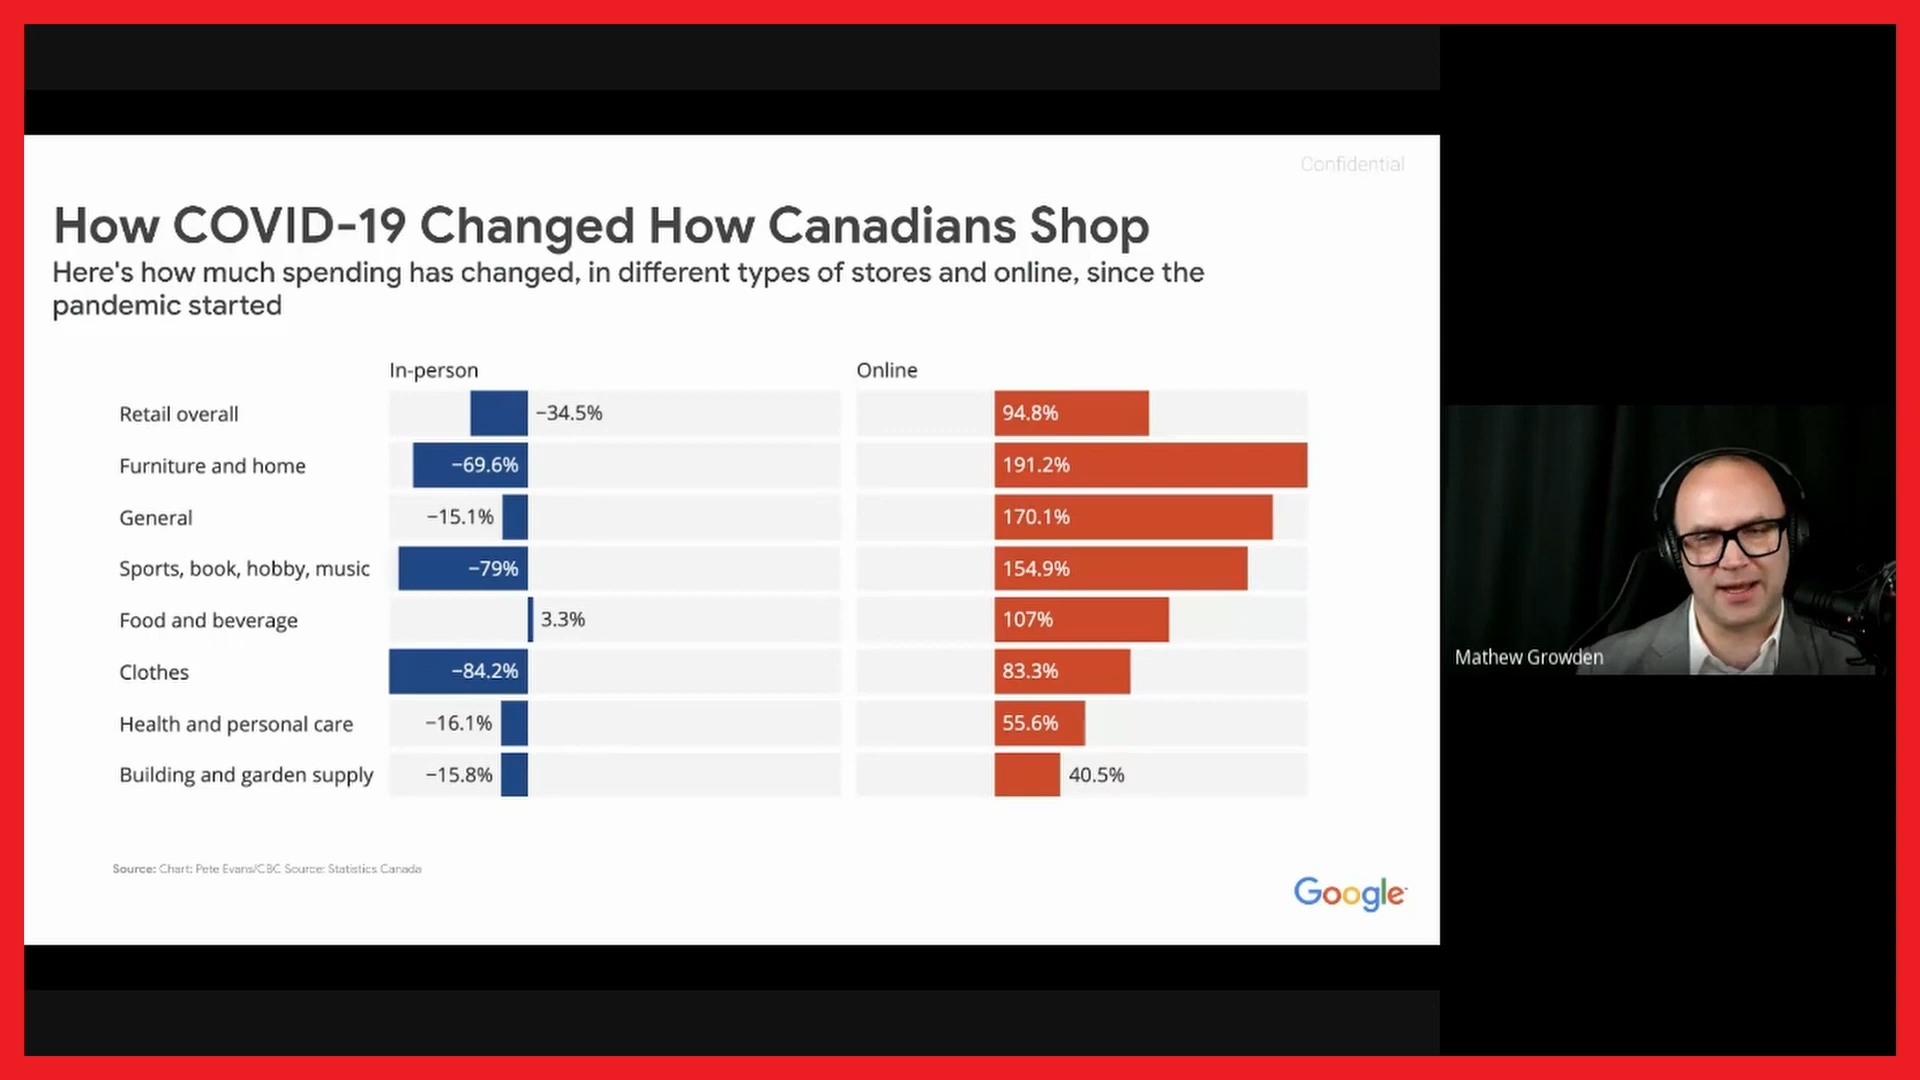 Confidential
How COVID-19 Changed How Canadians Shop
Here's how much spending has changed, in different types of stores and online, since the
pandemic started
In-person Online
Retail overall −34.5% 94.8%
Furniture and home −69.6% 191.2%
General −15.1% 170.1%
Sports, book, hobby, music −79% 154.9%
Food and beverage 3.3% 107%
Clothes −84.2% 83.3%
Health and personal care −16.1% 55.6%
Building and garden supply −15.8% 40.5%
Source: Chart: Pete Evans/CBC Source: Statistics Canada
Google
Mathew Growden